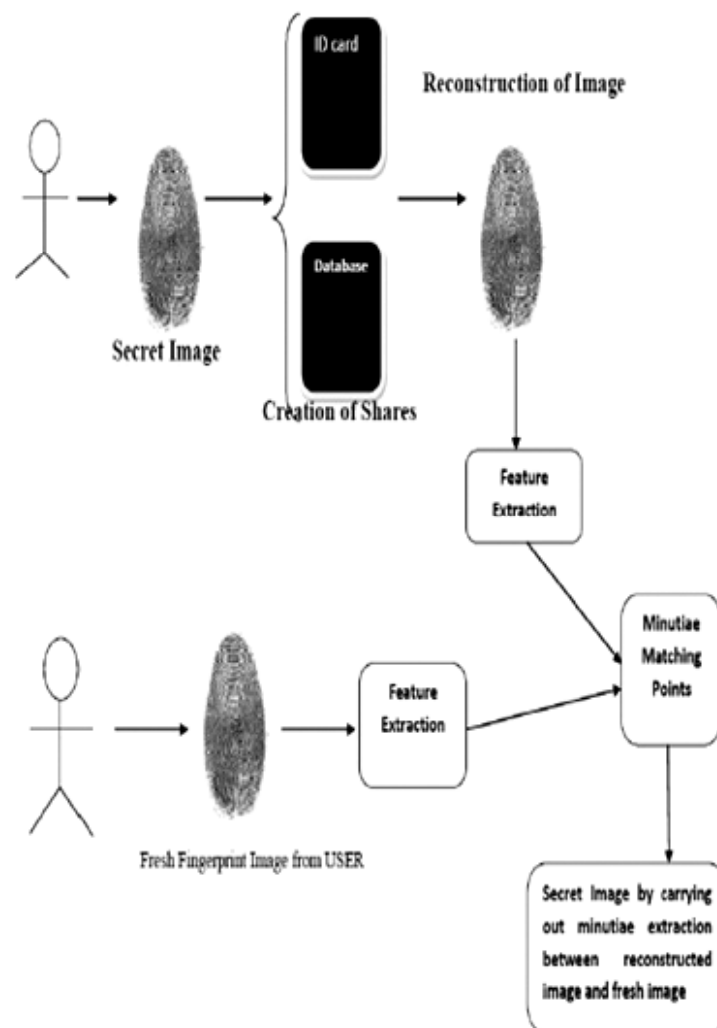 ID card
Reconstruction of Image
Database
Secret Image
Creation of Shares
Feature
Extraction
Minutiae
Matching
Points
Feature
Extraction
Fresh Fingerprint Image from USER
Secret Image by carrying
out minutiae extraction
between reconstructed
image and fresh image